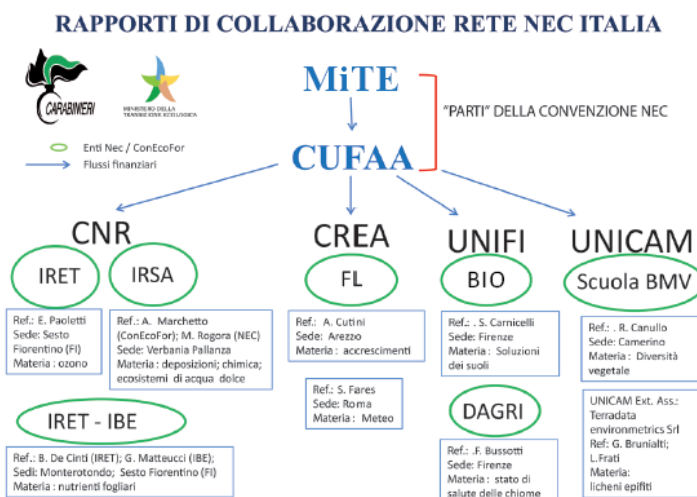 RAPPORTI DI COLLABORAZIONE RETE NEC ITALIA
CARABINIERI
MINISTERO DELLA
TRANSIZIONE ECOLOGICA
MiTE
"PARTI" DELLA CONVENZIONE NEC
Enti Nec / ConEcoFor
Flussi finanziari
CUFAA
CNR
CREA
UNIFI
UNICAM
IRET
IRSA
FL
BIO
Scuola BMV
Ref.: E. Paoletti
Sede: Sesto
Fiorentino (FI)
Materia : ozono
Ref.: A. Marchetto
(ConEcoFor); M. Rogora (NEC)
Sede: Verbania Pallanza
Materia : deposizioni; chimica;
ecosistemi di acqua dolce
Ref.: A. Cutini
Sede: Arezzo
Materia : accrescimenti
Ref.: . S. Carnicelli
Sede: Firenze
Materia : Soluzioni
dei suoli
Ref.: . R. Canullo
Sede: Camerino
Materia : Diversità
vegetale
Ref.: S. Fares
Sede: Roma
Materia : Meteo
IRET - IBE
DAGRI
UNICAM Ext. Ass.:
Terradata
environmetrics Srl
Ref: G. Brunialti;
L.Frati
Materia:
licheni epifiti
Ref.: B. De Cinti (IRET); G. Matteucci (IBE);
Sedi: Monterotondo; Sesto Fiorentino (FI)
Materia : nutrienti fogliari
Ref.: .F. Bussotti
Sede: Firenze
Materia : stato di
salute delle chiome